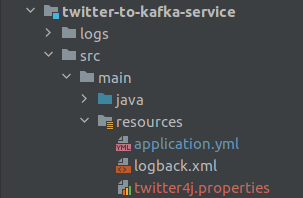 twitter-to-kafka-service
logs
src
main
java
resources
application.yml
logback.xml
twitter4j.properties